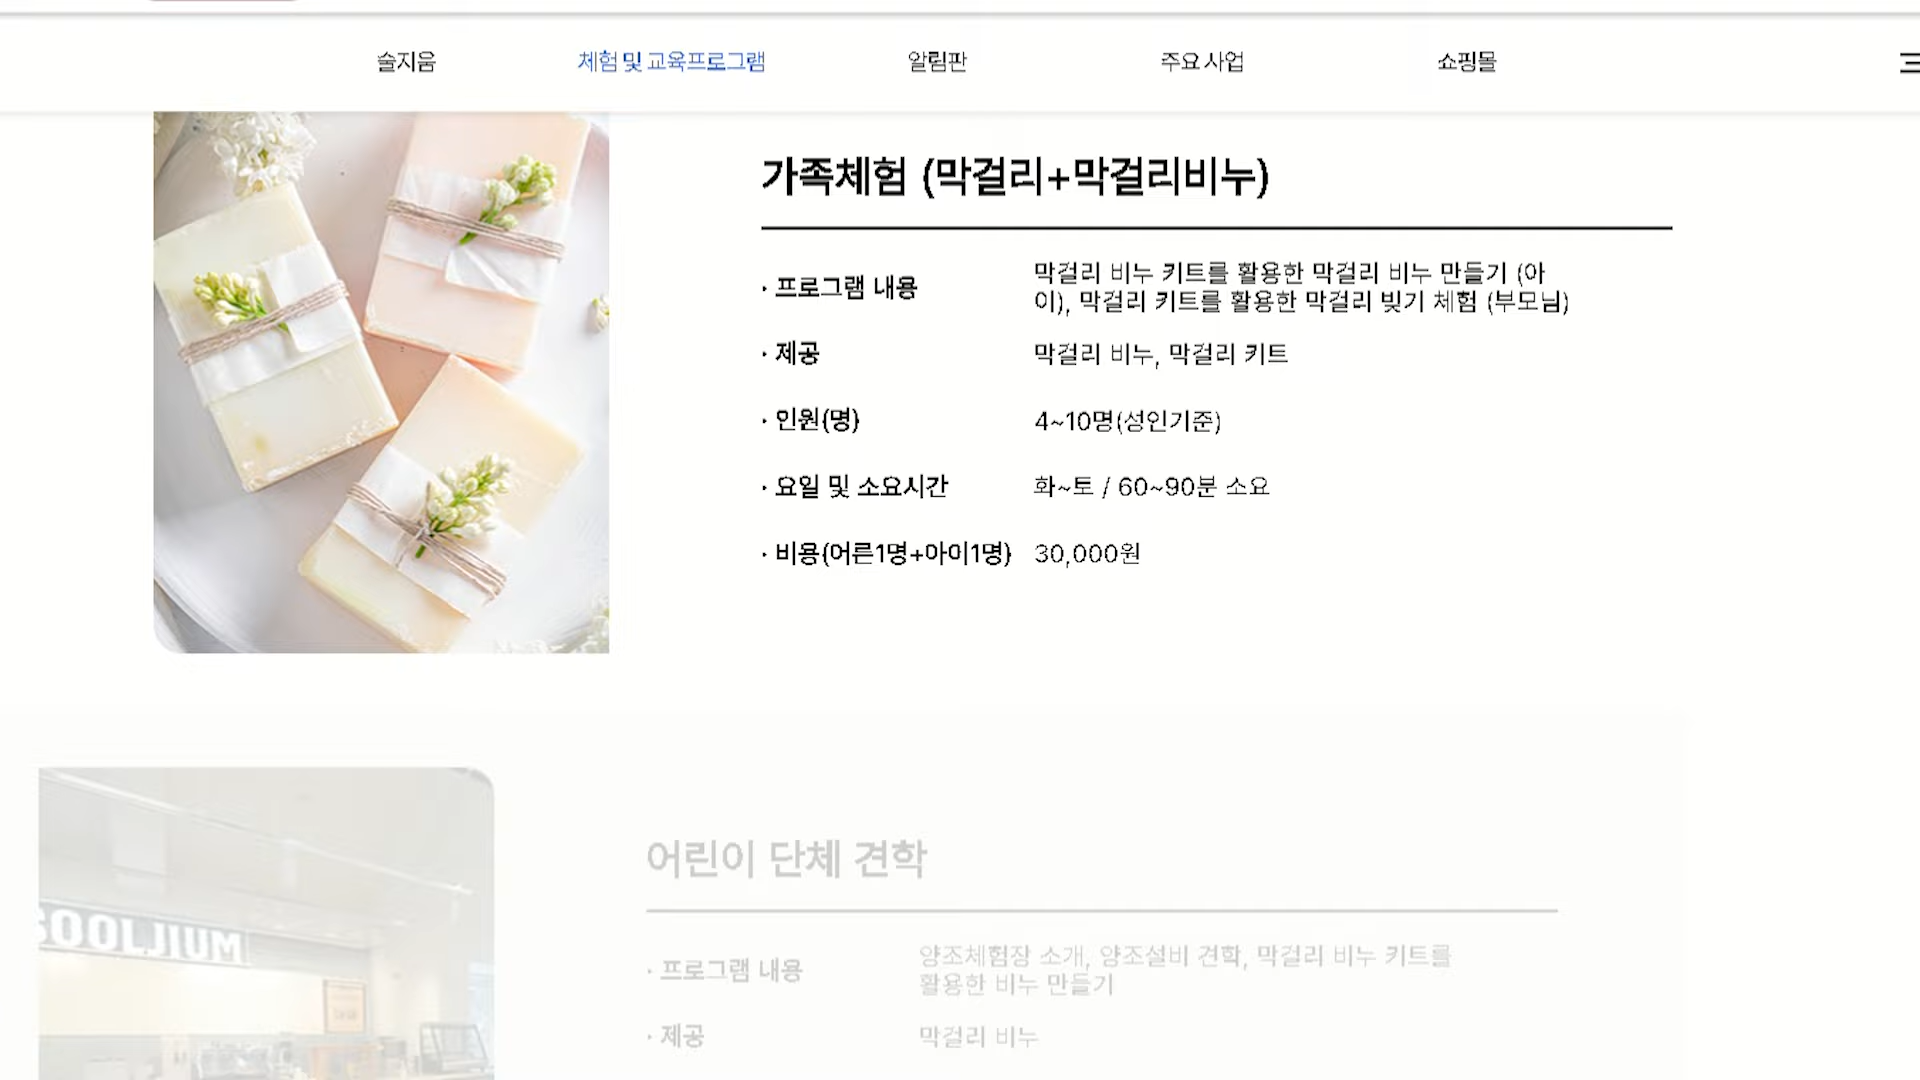 술지움 체험 및 교육프로그램 알림판 주요 사업 쇼핑몰
가족체험 (막걸리+막걸리비누)
· 프로그램 내용 막걸리 비누 키트를 활용한 막걸리 비누 만들기 (아
이), 막걸리 키트를 활용한 막걸리 빚기 체험 (부모님)
· 제공 막걸리 비누, 막걸리 키트
· 인원(명) 4~10명(성인기준)
· 요일 및 소요시간 화~토 / 60~90분 소요
· 비용(어른1명+아이1명) 30,000원
어린이 단체 견학
SOOLJIUM
· 프로그램 내용 양조체험장 소개, 양조설비 견학, 막걸리 비누 키트를
활용한 비누 만들기
· 제공 막걸리 비누